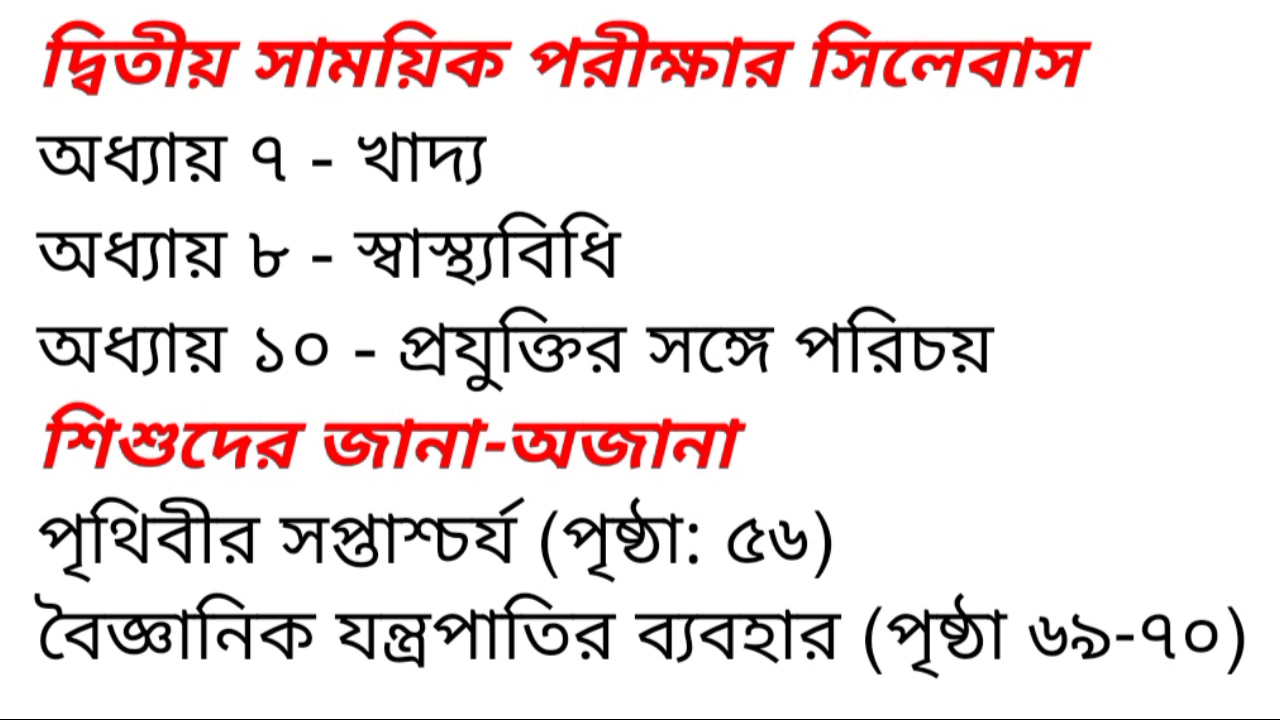 দ্বিতীয় সাময়িক পরীক্ষার সিলেবাস
অধ্যায় ৭ - খাদ্য
অধ্যায় ৮ - স্বাস্থ্যবিধি
অধ্যায় ১০ - প্রযুক্তির সঙ্গে পরিচয়
শিশুদের জানা-অজানা
পৃথিবীর সপ্তাশ্চর্য (পৃষ্ঠা: ৫৬)
বৈজ্ঞানিক যন্ত্রপাতির ব্যবহার (পৃষ্ঠা ৬৯-৭০)